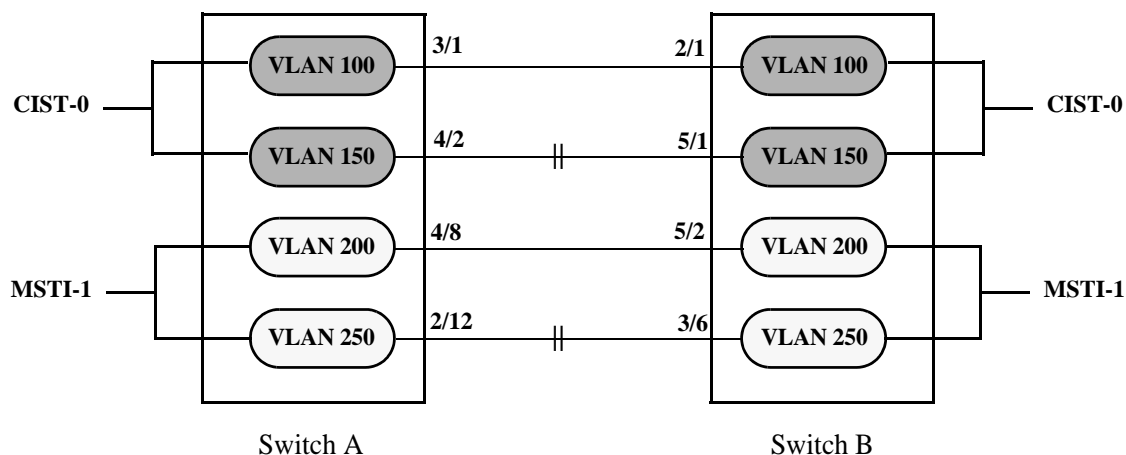 3/1 2/1
VLAN 100 VLAN 100
CIST-0 CIST-0
4/2 5/1
VLAN 150 VLAN 150
4/8 5/2
VLAN 200 VLAN 200
MSTI-1 MSTI-1
2/12 3/6
VLAN 250 VLAN 250
Switch A Switch B